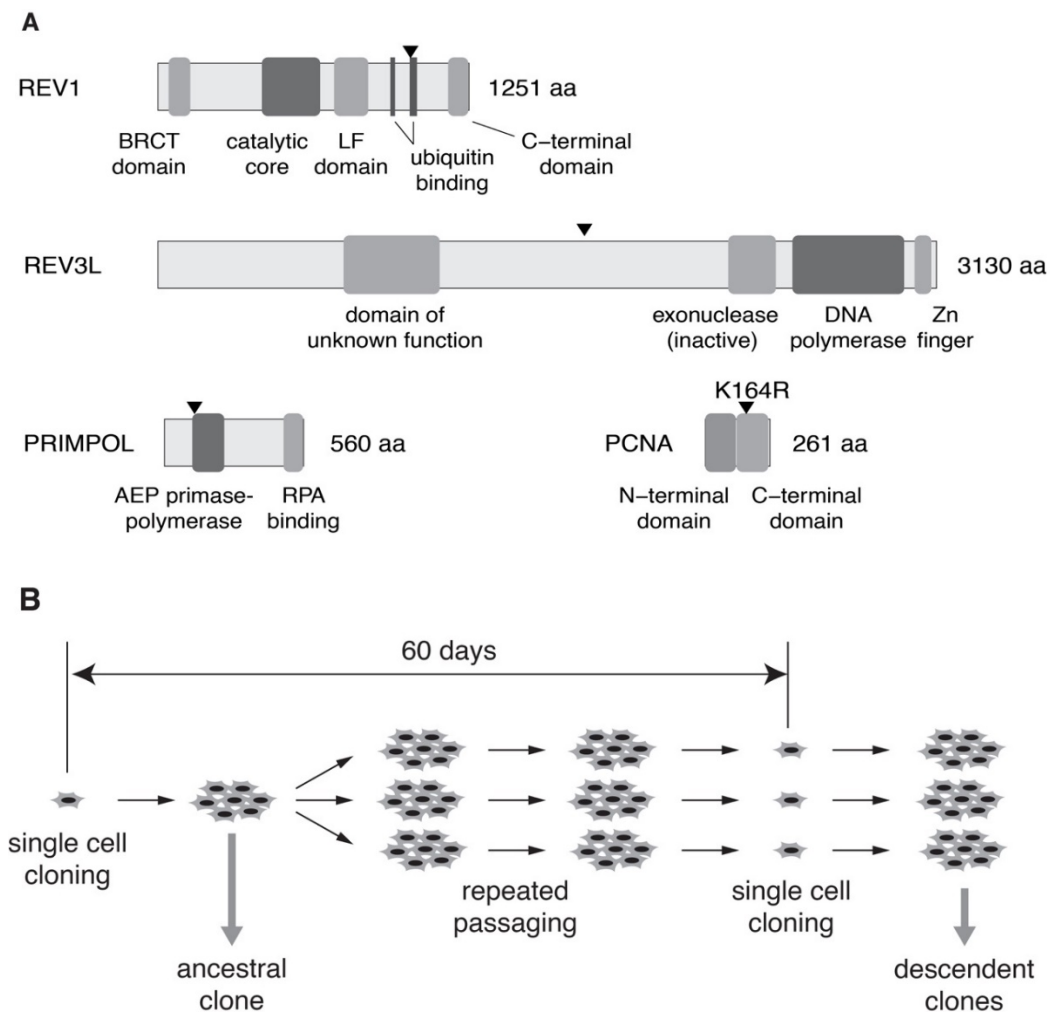 A
REV1
1251 aa
BRCT
domain
catalytic
core
LF
domain
ubiquitin
binding
C−terminal
domain
REV3L
3130 aa
domain of
unknown function
exonuclease
(inactive)
DNA
polymerase
Zn
finger
PRIMPOL
560 aa
AEP primase-
polymerase
RPA
binding
K164R
PCNA
261 aa
N−terminal
domain
C−terminal
domain
B
60 days
single cell
cloning
ancestral
clone
repeated
passaging
single cell
cloning
descendent
clones